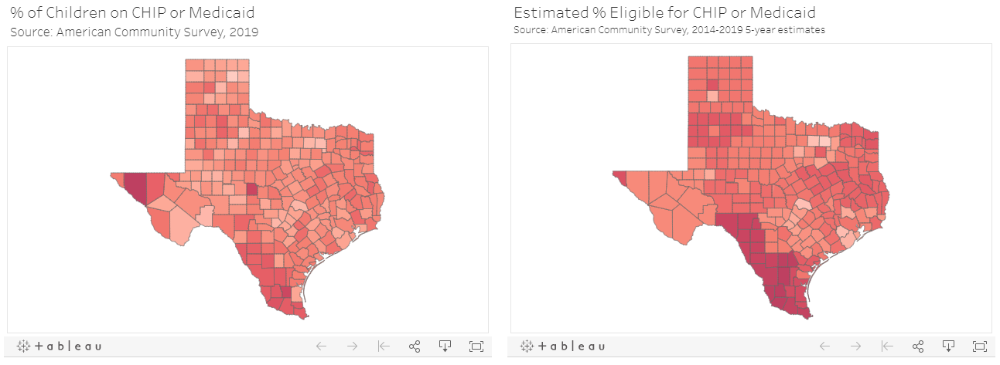 % of Children on CHIP or Medicaid
Source: American Community Survey, 2019
Estimated % Eligible for CHIP or Medicaid
Source: American Community Survey, 2014-2019 5-year estimates
+ a b l e a u
+ a b l e a u